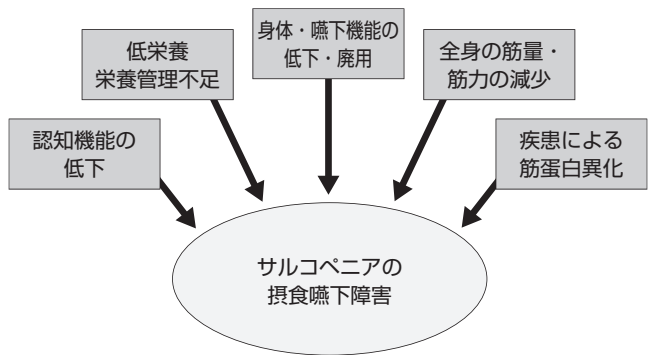 認知機能の
低下
低栄養
栄養管理不足
身体・嚥下機能の
低下・廃用
全身の筋量・
筋力の減少
疾患による
筋蛋白異化
サルコペニアの
摂食嚥下障害